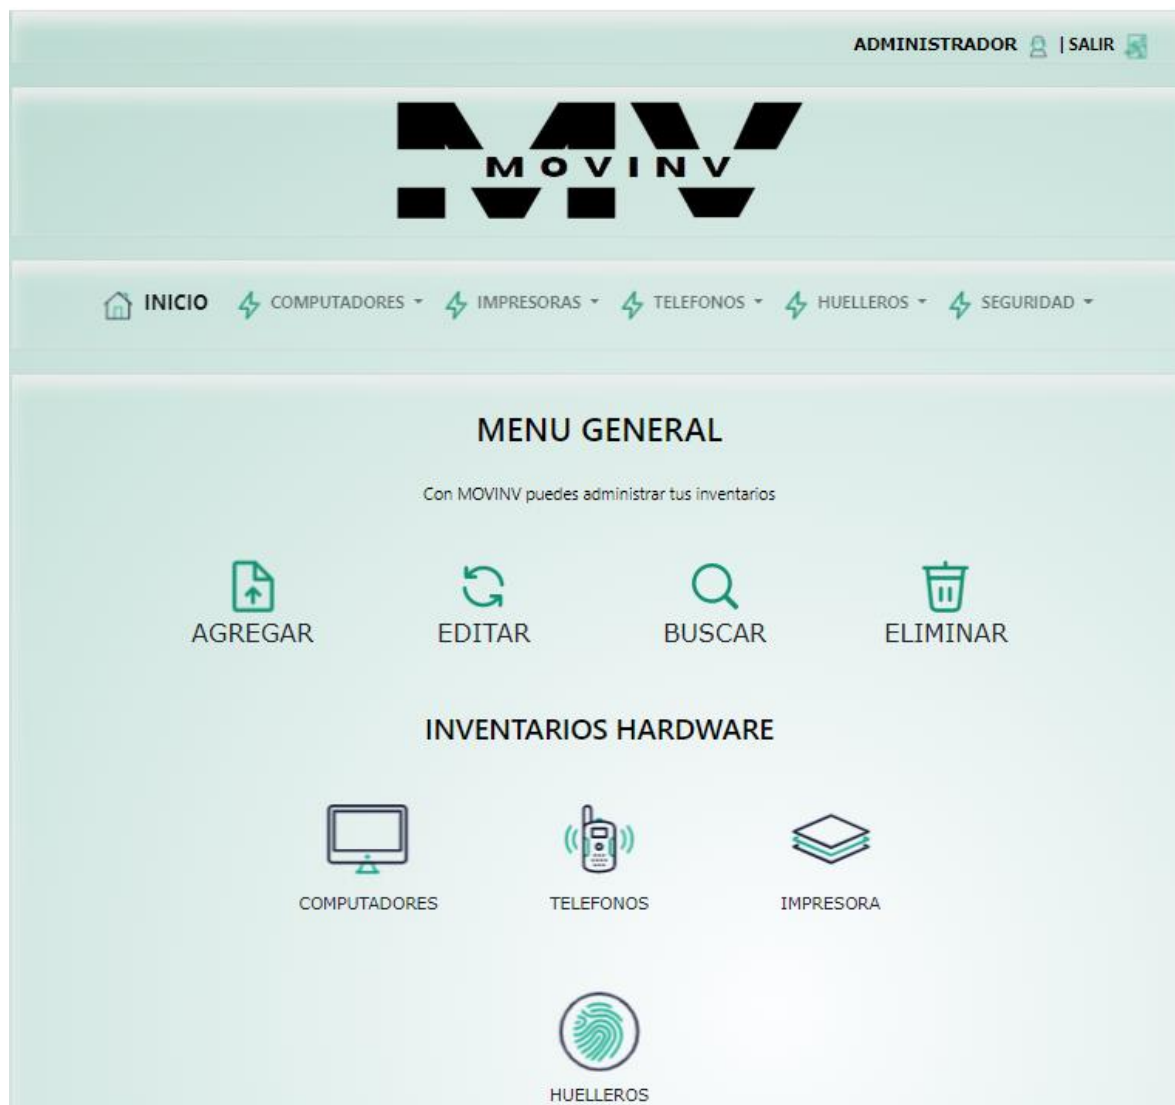 ADMINISTRADOR | SALIR
MV
MOVINV
INICIO COMPUTADORES IMPRESORAS TELEFONOS HUELLEROS SEGURIDAD
MENU GENERAL
Con MOVINV puedes administrar tus inventarios
AGREGAR EDITAR BUSCAR ELIMINAR
INVENTARIOS HARDWARE
COMPUTADORES TELEFONOS IMPRESORA
HUELLEROS